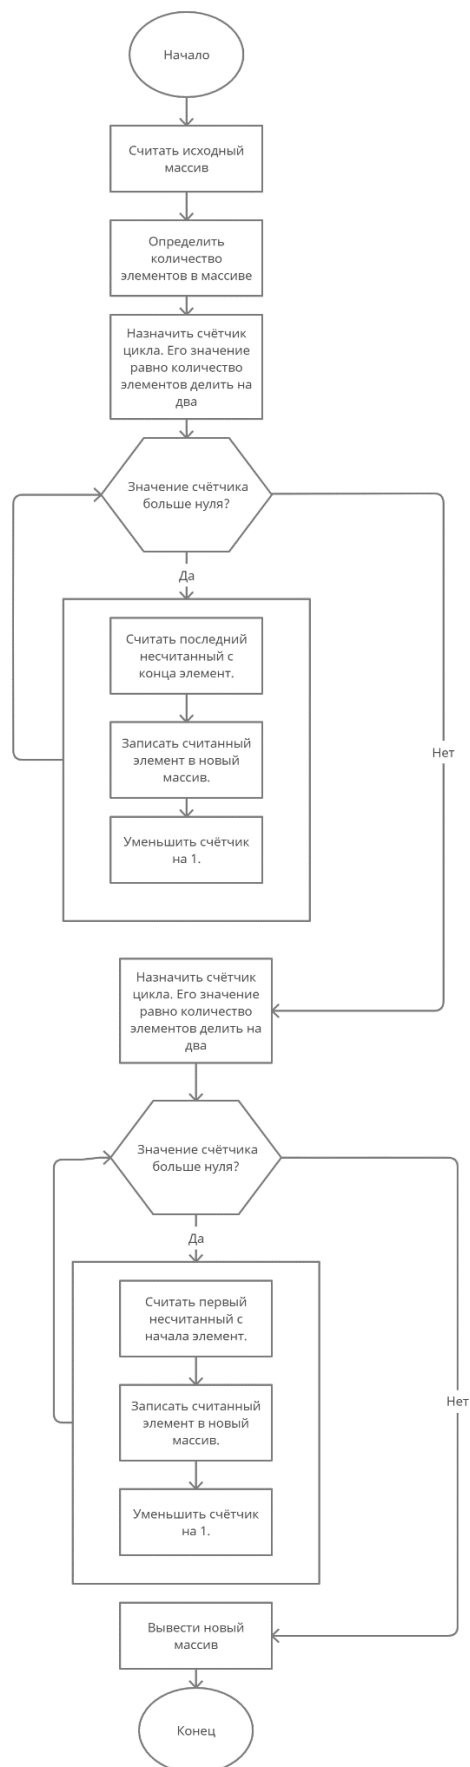 Начало
Считать исходный
массив
Определить
количество
элементов в массиве
Назначить счётчик
цикла. Его значение
равно количество
элементов делить на
два
Значение счётчика
больше нуля?
Да
Считать последний
несчитанный с
конца элемент.
Записать считанный
элемент в новый
массив.
Нет
Уменьшить счётчик
на 1.
Назначить счётчик
цикла. Его значение
равно количество
элементов делить на
два
Значение счётчика
больше нуля?
Да
Считать первый
несчитанный с
начала элемент.
Записать считанный
элемент в новый
массив.
Нет
Уменьшить счётчик
на 1.
Вывести новый
массив
Конец